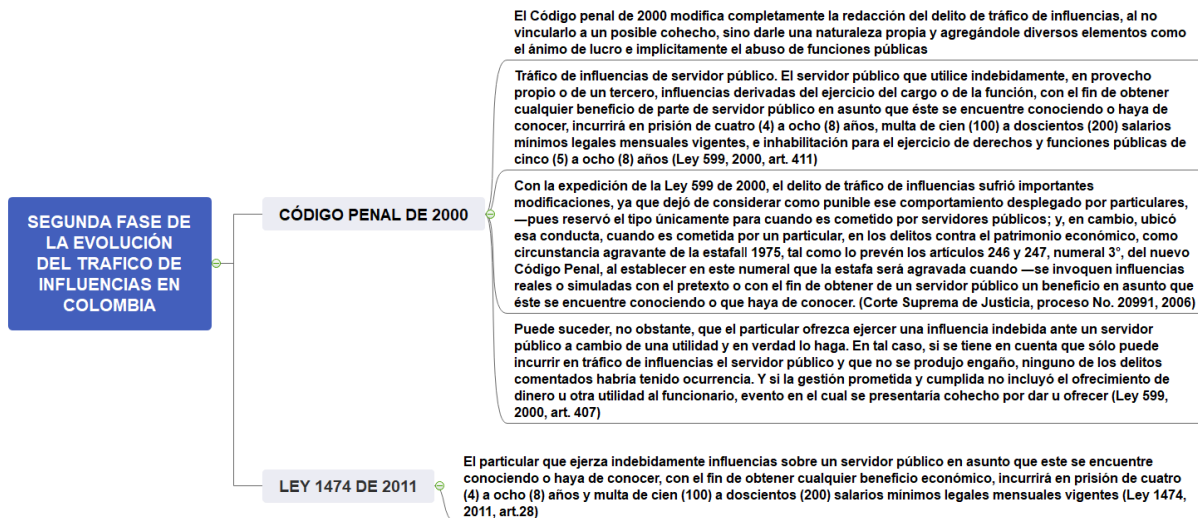 SEGUNDA FASE DE
LA EVOLUCIÓN
DEL TRAFICO DE
INFLUENCIAS EN
COLOMBIA
CÓDIGO PENAL DE 2000
El Código penal de 2000 modifica completamente la redacción del delito de tráfico de influencias, al no
vincularlo a un posible cohecho, sino darle una naturaleza propia y agregándole diversos elementos como
el ánimo de lucro e implícitamente el abuso de funciones públicas
Tráfico de influencias de servidor público. El servidor público que utilice indebidamente, en provecho
propio o de un tercero, influencias derivadas del ejercicio del cargo o de la función, con el fin de obtener
cualquier beneficio de parte de servidor público en asunto que éste se encuentre conociendo o haya de
conocer, incurrirá en prisión de cuatro (4) a ocho (8) años, multa de cien (100) a doscientos (200) salarios
mínimos legales mensuales vigentes, e inhabilitación para el ejercicio de derechos y funciones públicas de
cinco (5) a ocho (8) años (Ley 599, 2000, art. 411)
Con la expedición de la Ley 599 de 2000, el delito de tráfico de influencias sufrió importantes
modificaciones, ya que dejó de considerar como punible ese comportamiento desplegado por particulares,
―pues reservó el tipo únicamente para cuando es cometido por servidores públicos; y, en cambio, ubicó
esa conducta, cuando es cometida por un particular, en los delitos contra el patrimonio económico, como
circunstancia agravante de la estafall 1975, tal como lo prevén los artículos 246 y 247, numeral 3°, del nuevo
Código Penal, al establecer en este numeral que la estafa será agravada cuando ―se invoquen influencias
reales o simuladas con el pretexto o con el fin de obtener de un servidor público un beneficio en asunto que
éste se encuentre conociendo o que haya de conocer. (Corte Suprema de Justicia, proceso No. 20991, 2006)
Puede suceder, no obstante, que el particular ofrezca ejercer una influencia indebida ante un servidor
público a cambio de una utilidad y en verdad lo haga. En tal caso, si se tiene en cuenta que sólo puede
incurrir en tráfico de influencias el servidor público y que no se produjo engaño, ninguno de los delitos
comentados habría tenido ocurrencia. Y si la gestión prometida y cumplida no incluyó el ofrecimiento de
dinero u otra utilidad al funcionario, evento en el cual se presentaría cohecho por dar u ofrecer (Ley 599,
2000, art. 407)
LEY 1474 DE 2011
El particular que ejerza indebidamente influencias sobre un servidor público en asunto que este se encuentre
conociendo o haya de conocer, con el fin de obtener cualquier beneficio económico, incurrirá en prisión de cuatro
(4) a ocho (8) años y multa de cien (100) a doscientos (200) salarios mínimos legales mensuales vigentes (Ley 1474,
2011, art.28)